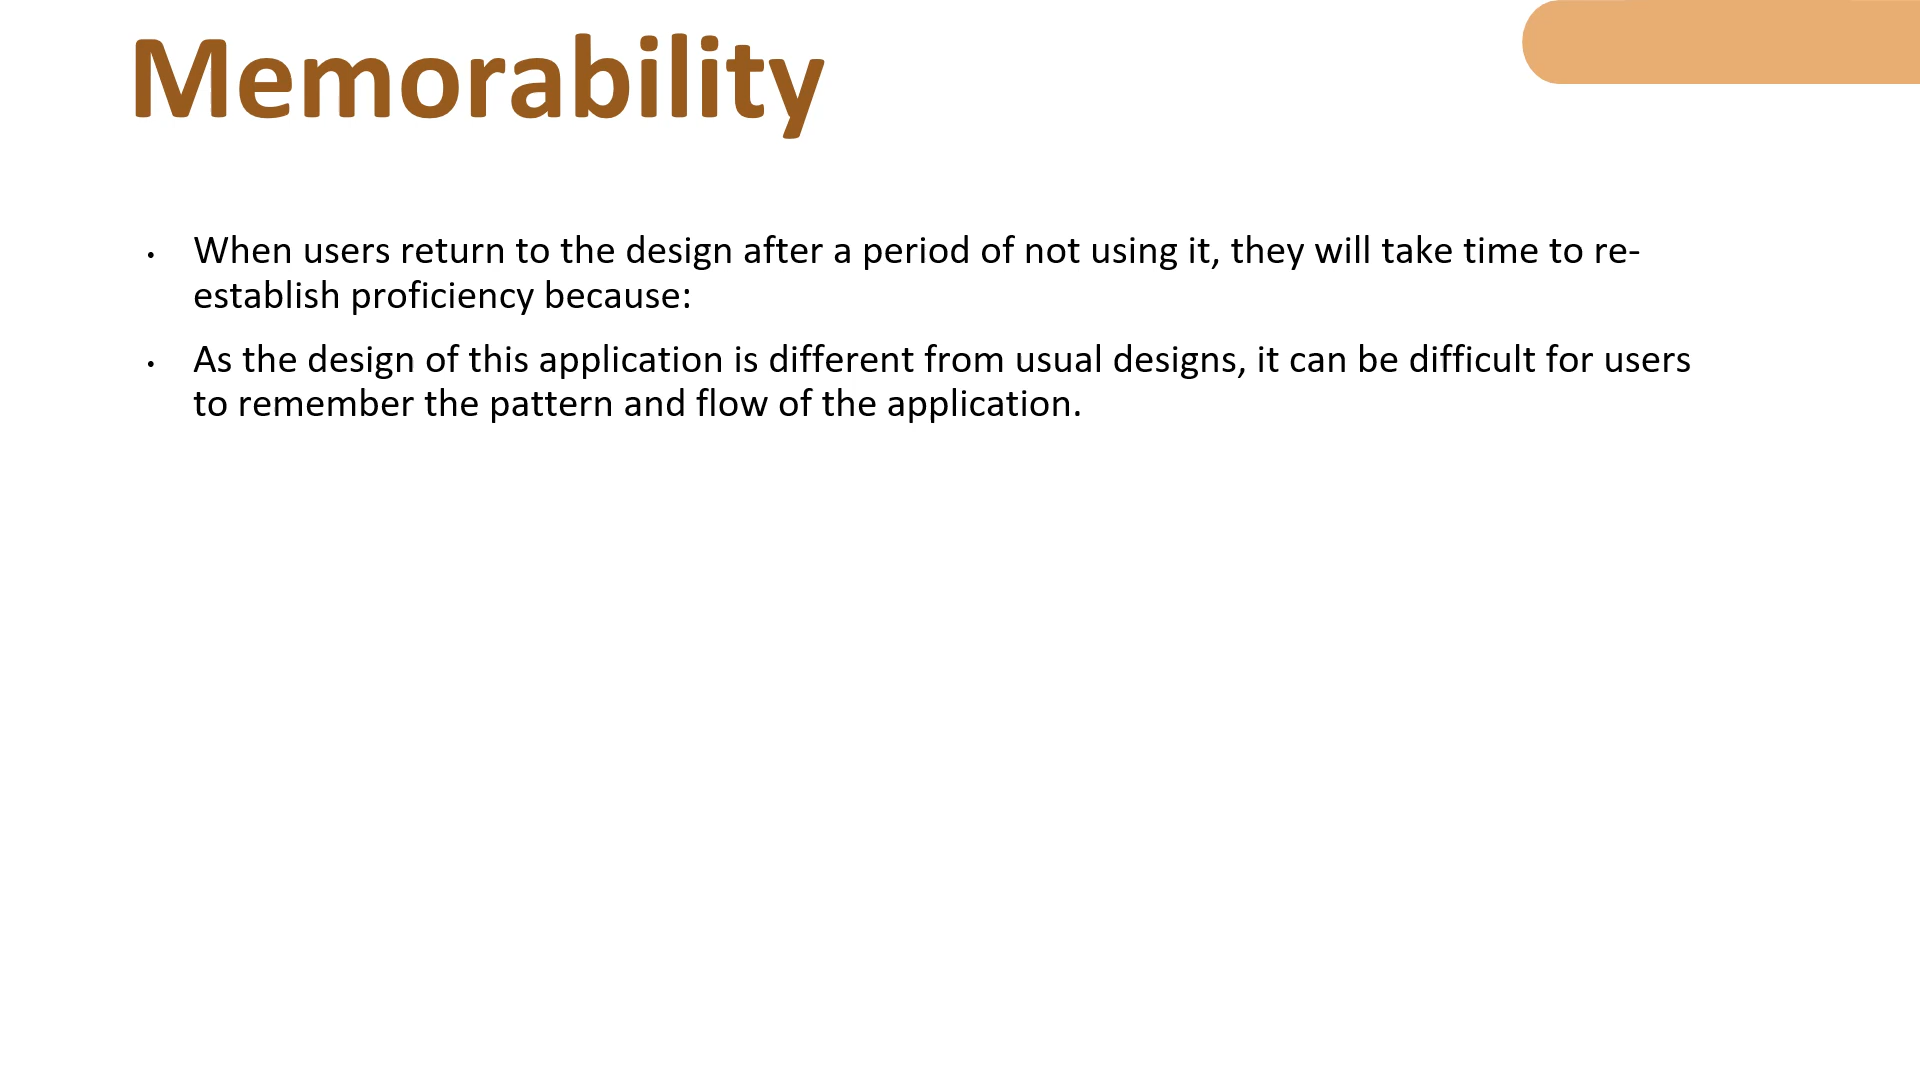 Memorability
• When users return to the design after a period of not using it, they will take time to re-
establish proficiency because:
• As the design of this application is different from usual designs, it can be difficult for users
to remember the pattern and flow of the application.